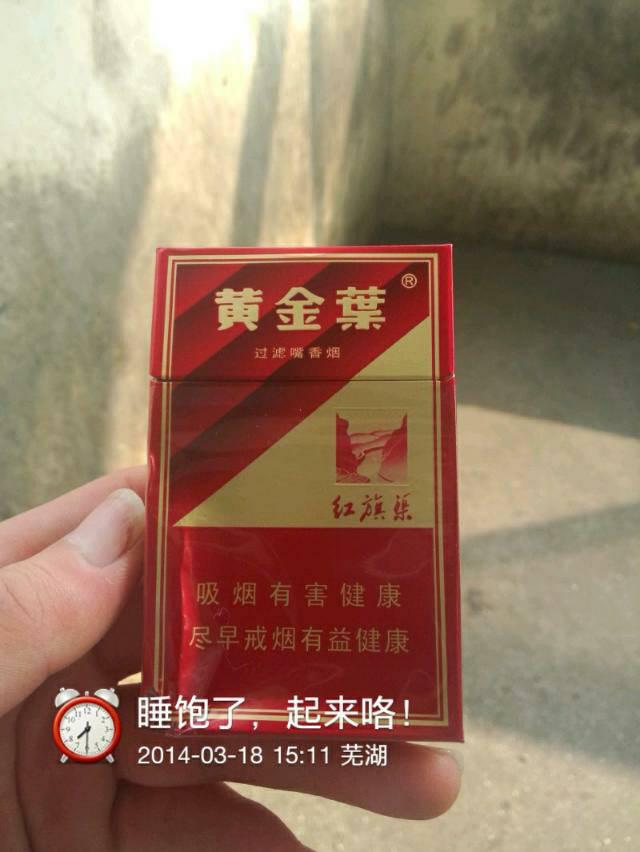 黄金葉®
过滤嘴香烟
红旗渠
吸烟有害健康
尽早戒烟有益健康
睡饱了，起来咯！
2014-03-18 15:11 芜湖